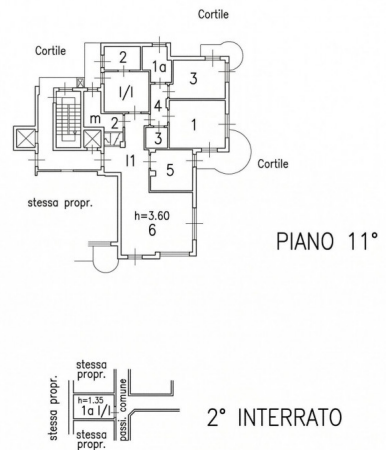 Cortile
Cortile
2
1a
3
I/I
4
m
2
3
1
I1
5
Cortile
stessa propr.
h=3.60
6
PIANO 11°
stessa
propr.
stessa propr.
h=1.35
1a I/I
passi. comune
2° INTERRATO
stessa
propr.